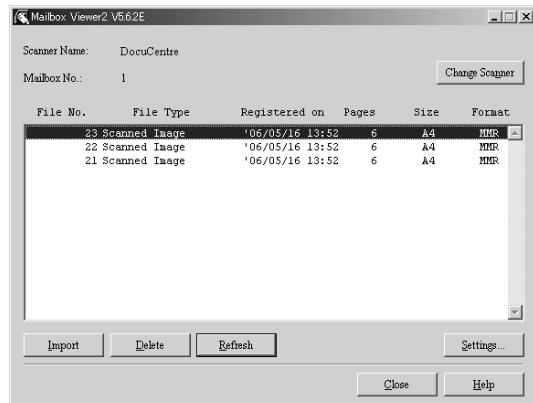 Mailbox Viewer2 V5.6.2E
Scanner Name: DocuCentre
Mailbox No.: 1
Change Scanner
File No. File Type Registered on Pages Size Format
23 Scanned Image '06/05/16 13:52 6 A4 MMR
22 Scanned Image '06/05/16 13:52 6 A4 MMR
21 Scanned Image '06/05/16 13:52 6 A4 MMR
Import Delete Refresh Settings...
Close Help